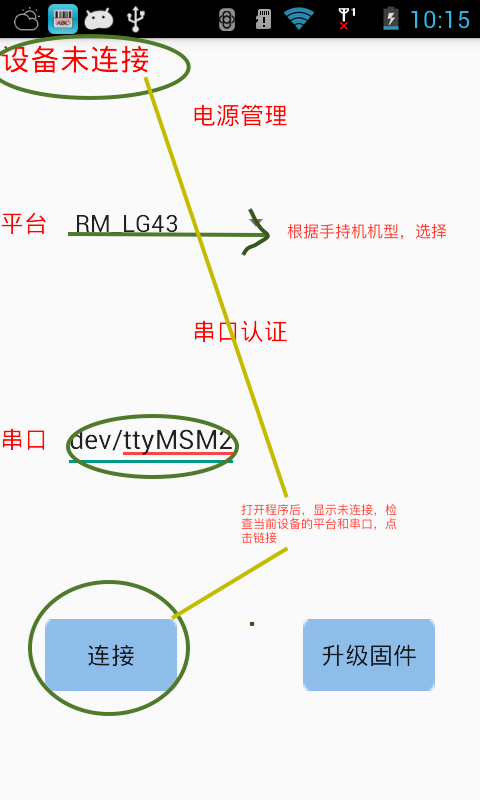 10:15
设备未连接
电源管理
平台
RM_LG43
根据手持机机型，选择
串口认证
串口
dev/ttyMSM2
打开程序后，显示未连接，检
查当前设备的平台和串口，点
击链接
连接
升级固件